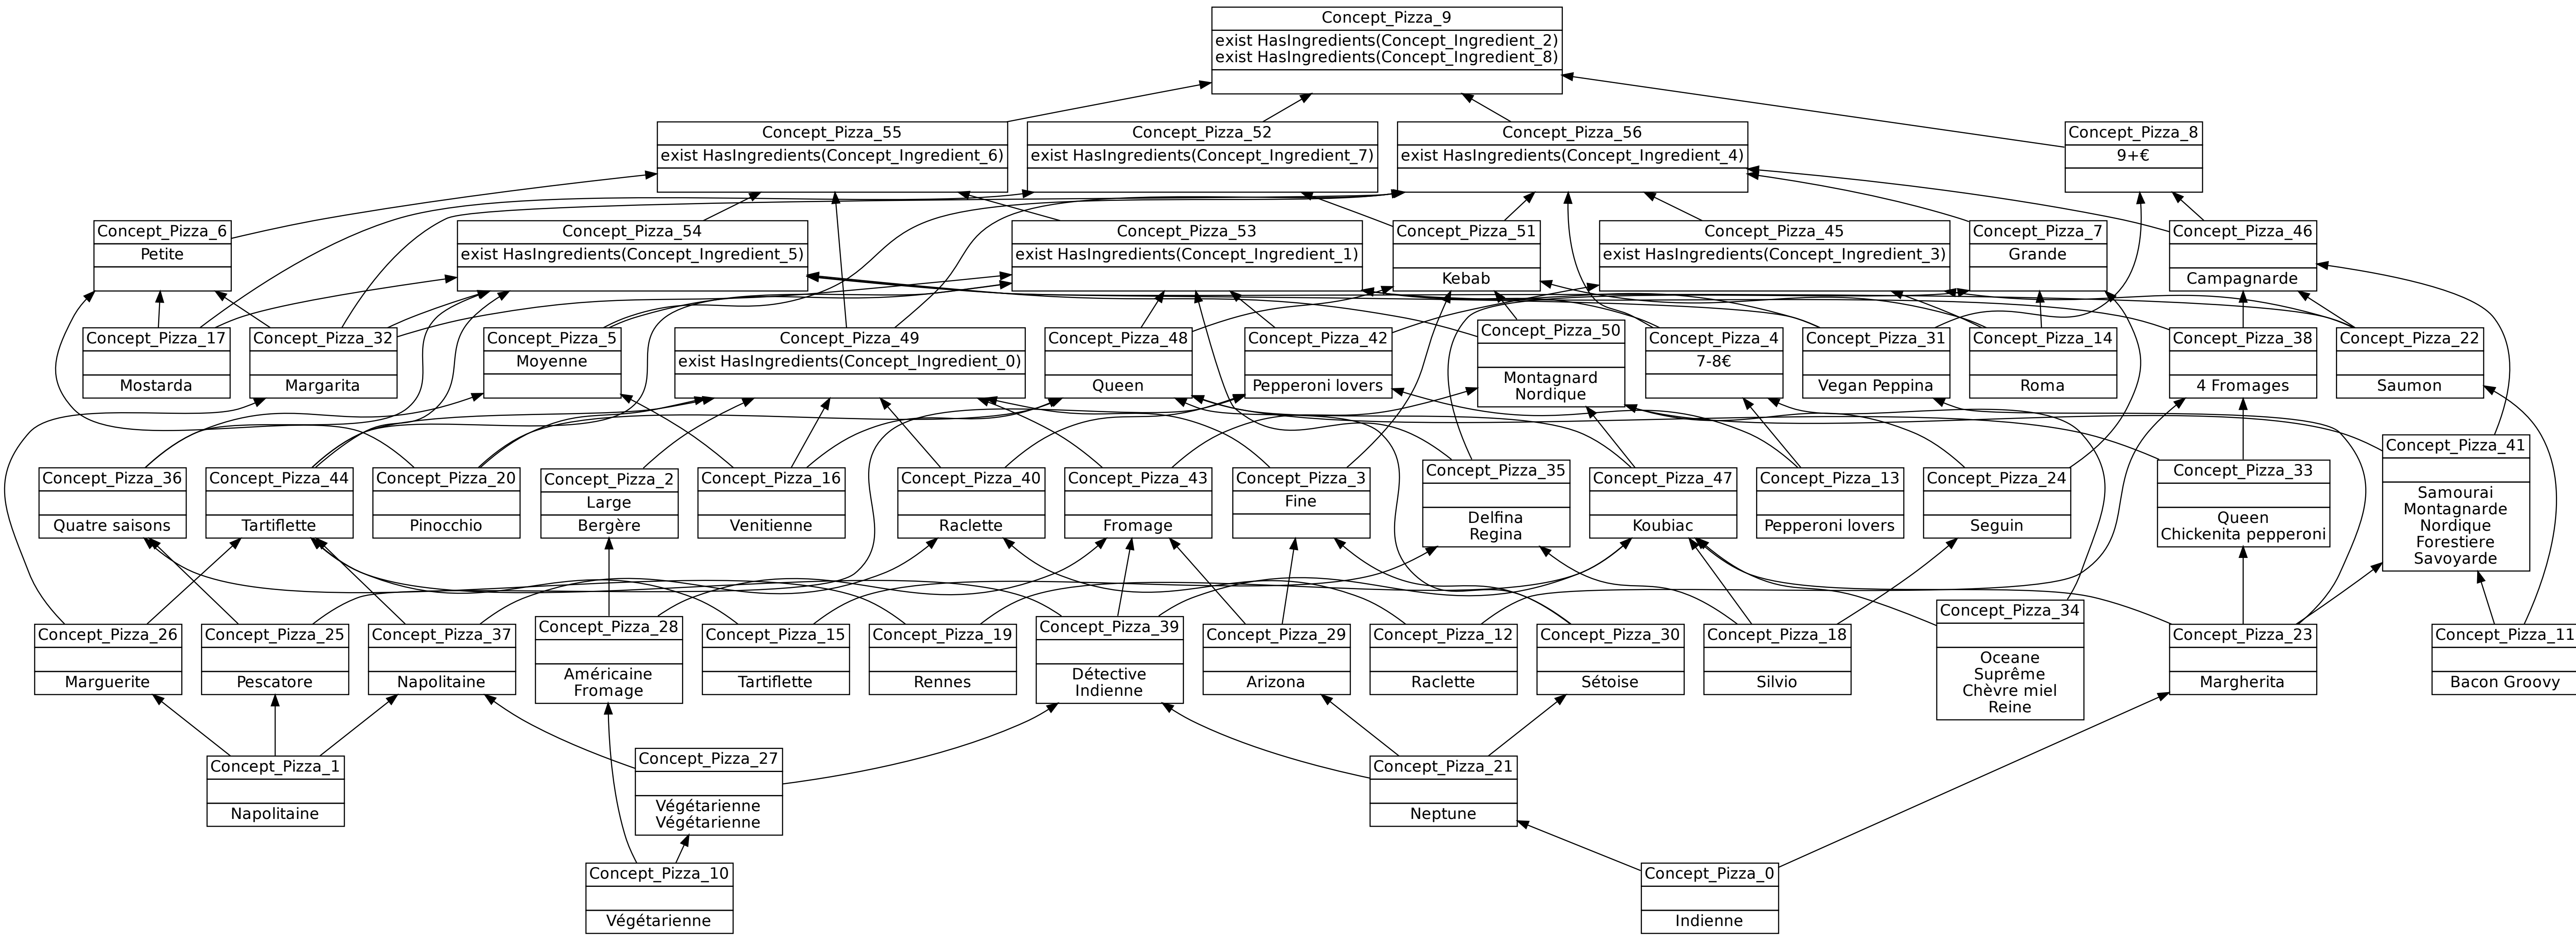 Concept_Pizza_9
exist HasIngredients(Concept_Ingredient_2)
exist HasIngredients(Concept_Ingredient_8)
Concept_Pizza_55
exist HasIngredients(Concept_Ingredient_6)
Concept_Pizza_52
exist HasIngredients(Concept_Ingredient_7)
Concept_Pizza_56
exist HasIngredients(Concept_Ingredient_4)
Concept_Pizza_8
9+€
Concept_Pizza_6
Petite
Concept_Pizza_54
exist HasIngredients(Concept_Ingredient_5)
Concept_Pizza_53
exist HasIngredients(Concept_Ingredient_1)
Concept_Pizza_51
Kebab
Concept_Pizza_45
exist HasIngredients(Concept_Ingredient_3)
Concept_Pizza_7
Grande
Concept_Pizza_46
Campagnarde
Concept_Pizza_17
Mostarda
Concept_Pizza_32
Margarita
Concept_Pizza_5
Moyenne
Concept_Pizza_49
exist HasIngredients(Concept_Ingredient_0)
Concept_Pizza_48
Queen
Concept_Pizza_42
Pepperoni lovers
Concept_Pizza_50
Montagnard
Nordique
Concept_Pizza_4
7-8€
Concept_Pizza_31
Vegan Peppina
Concept_Pizza_14
Roma
Concept_Pizza_38
4 Fromages
Concept_Pizza_22
Saumon
Concept_Pizza_36
Quatre saisons
Concept_Pizza_44
Tartiflette
Concept_Pizza_20
Pinocchio
Concept_Pizza_2
Large
Bergère
Concept_Pizza_16
Venitienne
Concept_Pizza_40
Raclette
Concept_Pizza_43
Fromage
Concept_Pizza_3
Fine
Concept_Pizza_35
Delfina
Regina
Concept_Pizza_47
Koubiac
Concept_Pizza_13
Pepperoni lovers
Concept_Pizza_24
Seguin
Concept_Pizza_33
Queen
Chickenita pepperoni
Concept_Pizza_41
Samourai
Montagnarde
Nordique
Forestiere
Savoyarde
Concept_Pizza_26
Marguerite
Concept_Pizza_25
Pescatore
Concept_Pizza_37
Napolitaine
Concept_Pizza_28
Américaine
Fromage
Concept_Pizza_15
Tartiflette
Concept_Pizza_19
Rennes
Concept_Pizza_39
Détective
Indienne
Concept_Pizza_29
Arizona
Concept_Pizza_12
Raclette
Concept_Pizza_30
Sétoise
Concept_Pizza_18
Silvio
Concept_Pizza_34
Oceane
Suprême
Chèvre miel
Reine
Concept_Pizza_23
Margherita
Concept_Pizza_11
Bacon Groovy
Concept_Pizza_1
Napolitaine
Concept_Pizza_27
Végétarienne
Végétarienne
Concept_Pizza_21
Neptune
Concept_Pizza_10
Végétarienne
Concept_Pizza_0
Indienne